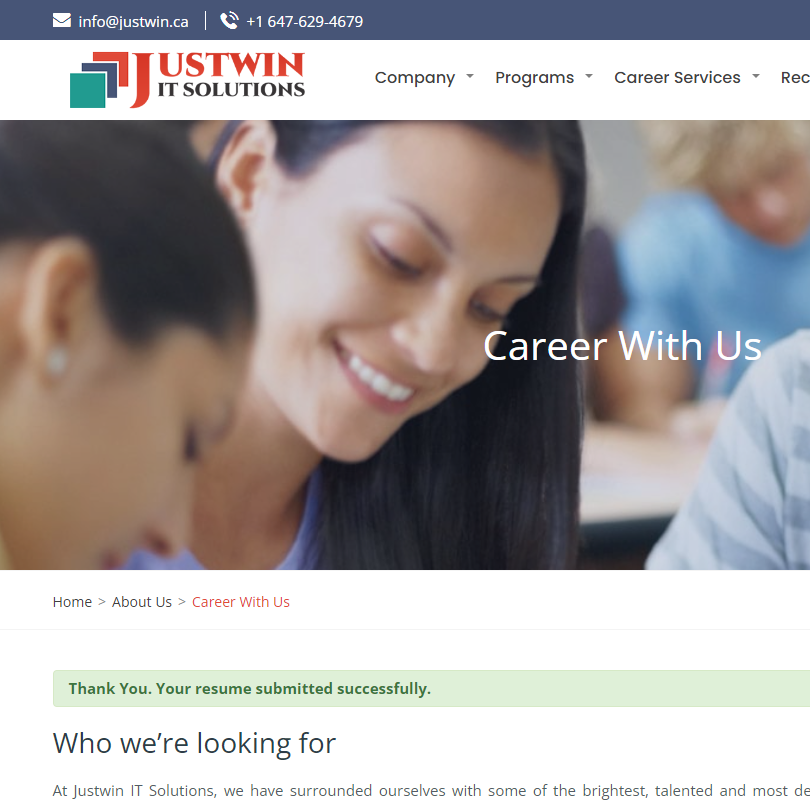 info@justwin.ca
+1 647-629-4679
JUSTWIN
IT SOLUTIONS
Company Programs Career Services
Career With Us
Home > About Us > Career With Us
Thank You. Your resume submitted successfully.
Who we’re looking for
At Justwin IT Solutions, we have surrounded ourselves with some of the brightest, talented and most